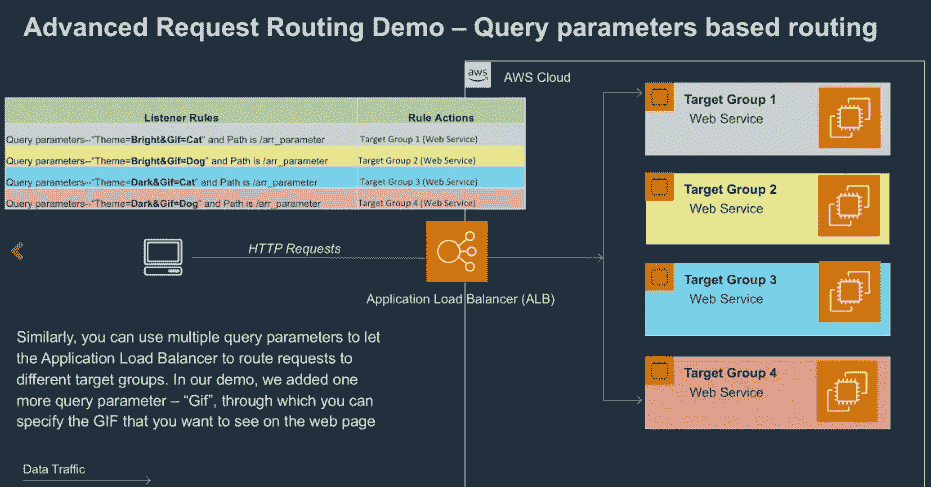 Advanced Request Routing Demo – Query parameters based routing
aws
AWS Cloud
Listener Rules
Rule Actions
Query parameters--"Theme=Bright&Gif=Cat" and Path is /arr_parameter
Target Group 1 (Web Service)
Query parameters--"Theme=Bright&Gif=Dog" and Path is /arr_parameter
Target Group 2 (Web Service)
Query parameters--"Theme=Dark&Gif=Cat" and Path is /arr_parameter
Target Group 3 (Web Service)
Query parameters--"Theme=Dark&Gif=Dog" and Path is /arr_parameter
Target Group 4 (Web Service)
HTTP Requests
Application Load Balancer (ALB)
Target Group 1
Web Service
Target Group 2
Web Service
Target Group 3
Web Service
Target Group 4
Web Service
Similarly, you can use multiple query parameters to let
the Application Load Balancer to route requests to
different target groups. In our demo, we added one
more query parameter – “Gif”, through which you can
specify the GIF that you want to see on the web page
Data Traffic